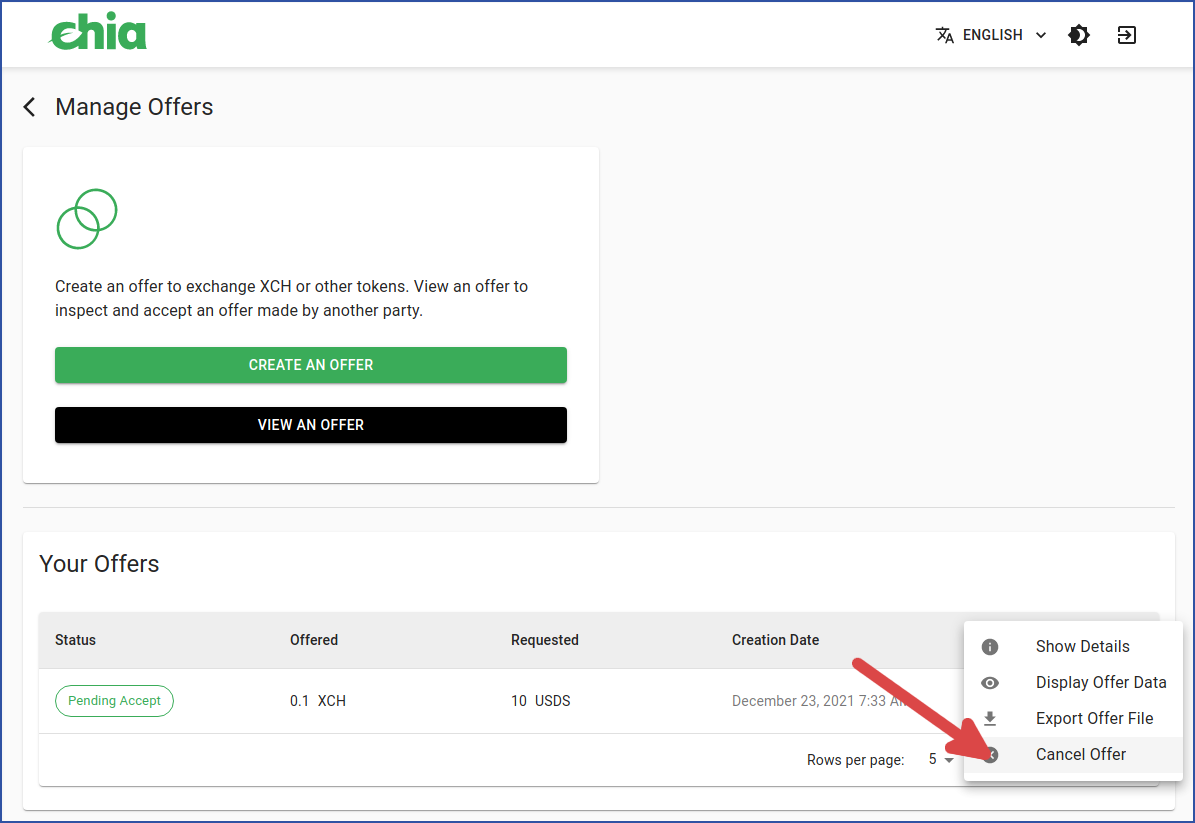 chia
ENGLISH
Manage Offers
Create an offer to exchange XCH or other tokens. View an offer to
inspect and accept an offer made by another party.
CREATE AN OFFER
VIEW AN OFFER
Your Offers
Status Offered Requested Creation Date
Pending Accept 0.1 XCH 10 USDS December 23, 2021 7:33
Rows per page: 5
Show Details
Display Offer Data
Export Offer File
Cancel Offer